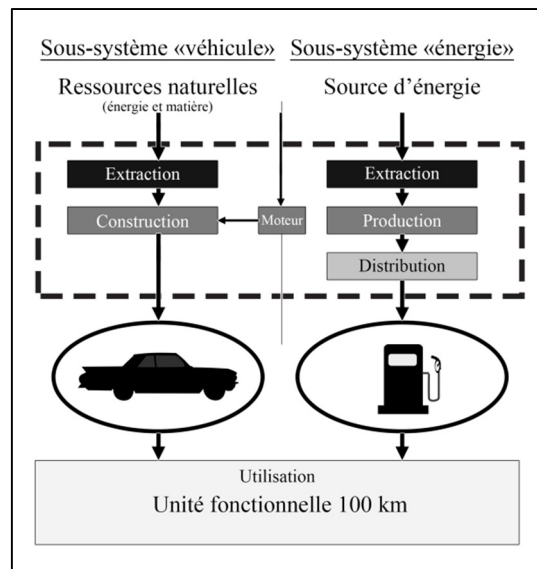 Sous-système «véhicule»
Sous-système «énergie»
Ressources naturelles
(énergie et matière)
Source d'énergie
Extraction
Extraction
Construction
Moteur
Production
Distribution
Utilisation
Unité fonctionnelle 100 km